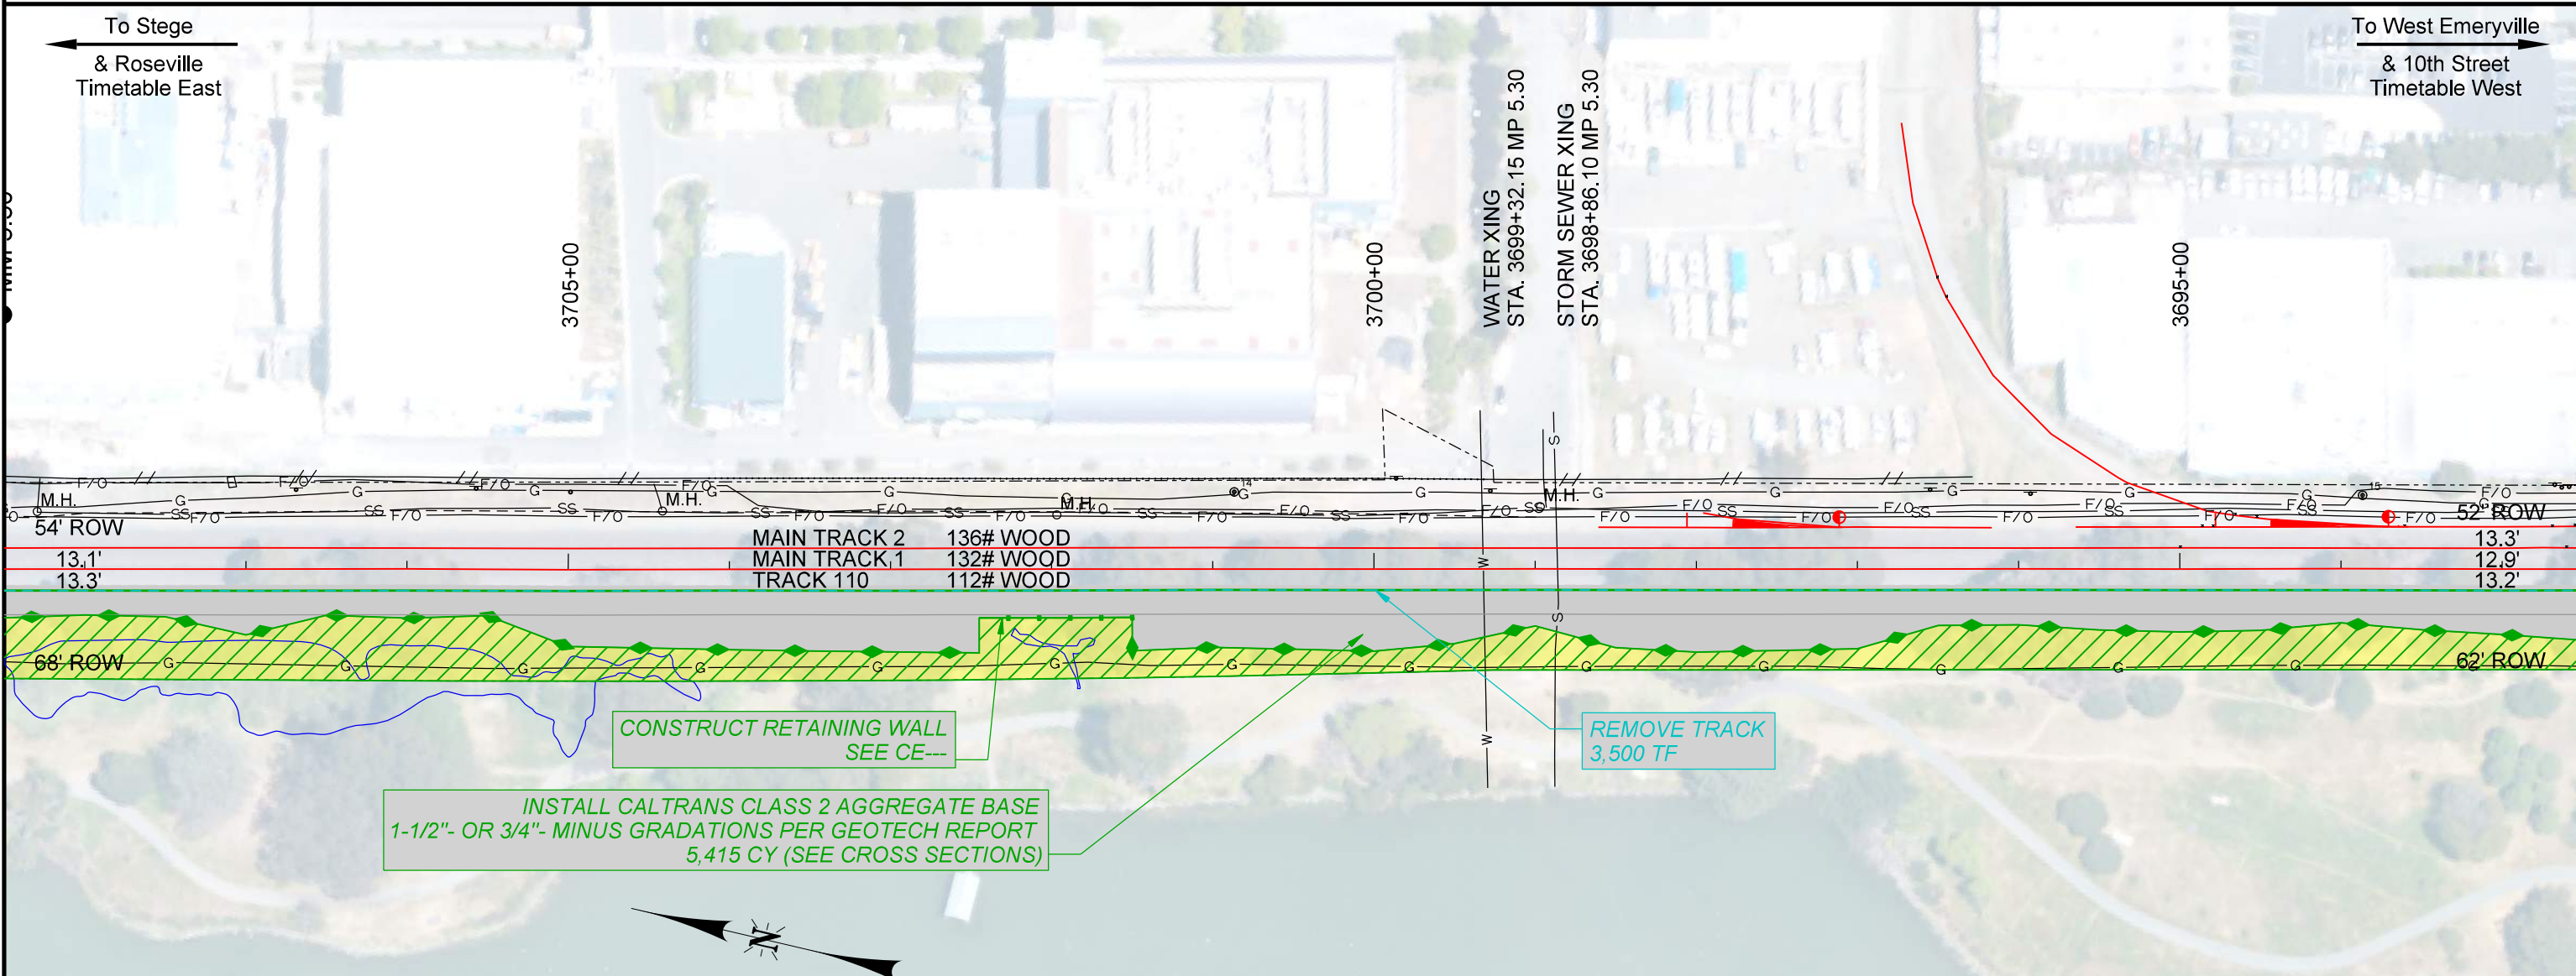 To Stege
& Roseville
Timetable East
To West Emeryville
& 10th Street
Timetable West
3705+00
3700+00
WATER XING
STA. 3699+32.15 MP 5.30
STORM SEWER XING
STA. 3698+86.10 MP 5.30
3695+00
M.H.
M.H.
M.H.
M.H.
14
15
F/O
G
SS
W
S
54' ROW
52' ROW
MAIN TRACK 2 136# WOOD
13.3'
13.1'
MAIN TRACK 1 132# WOOD
12.9'
13.3'
TRACK 110 112# WOOD
13.2'
68' ROW
62' ROW
CONSTRUCT RETAINING WALL
SEE CE---
REMOVE TRACK
3,500 TF
INSTALL CALTRANS CLASS 2 AGGREGATE BASE
1-1/2"- OR 3/4"- MINUS GRADATIONS PER GEOTECH REPORT
5,415 CY (SEE CROSS SECTIONS)
N